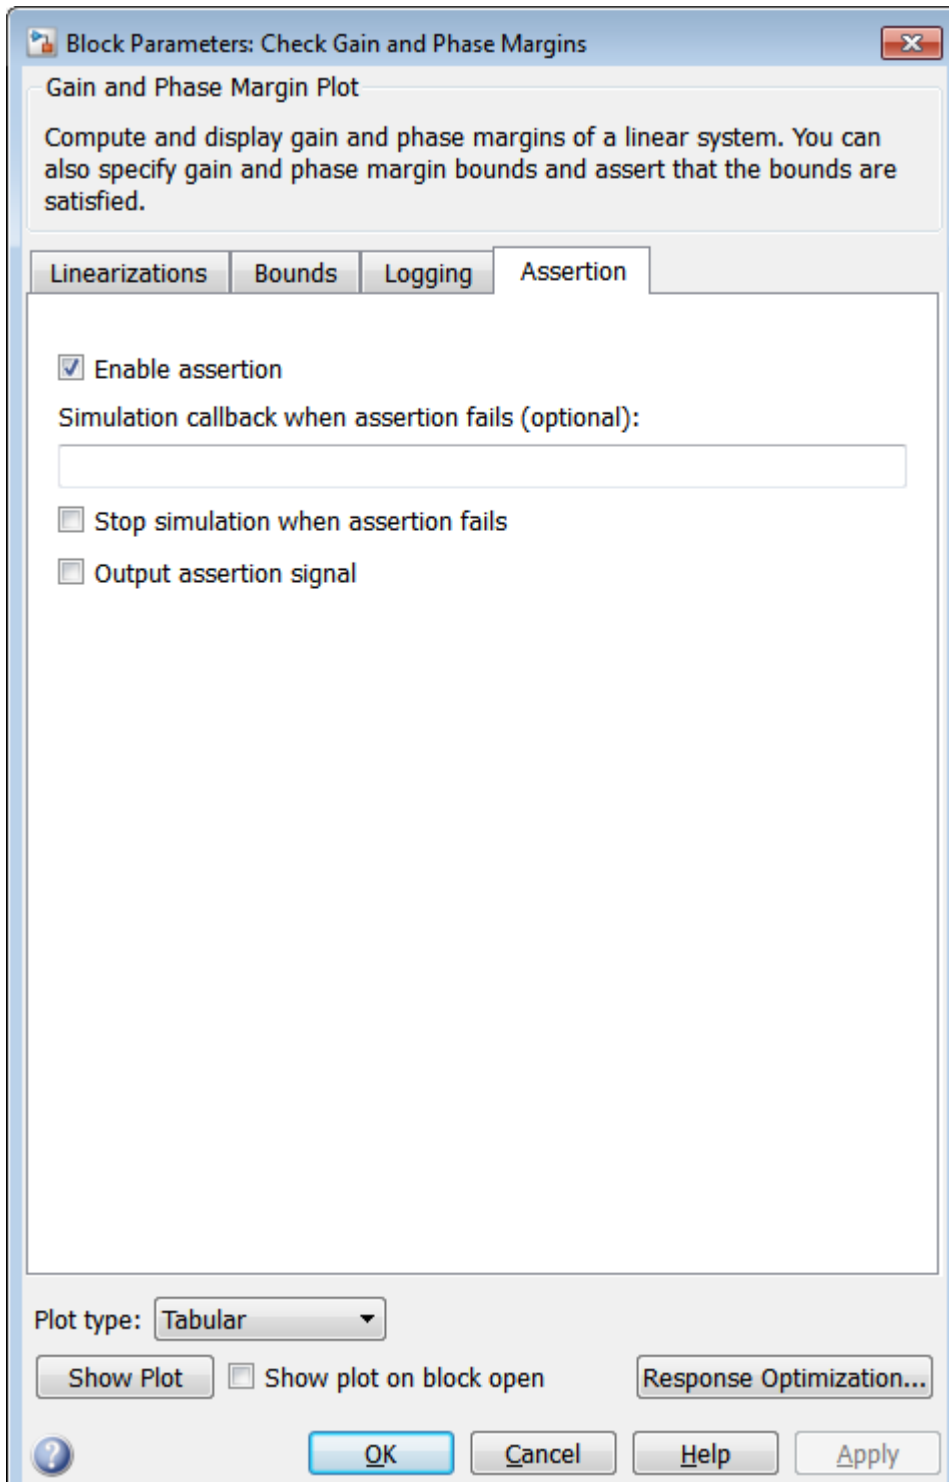 Block Parameters: Check Gain and Phase Margins
Gain and Phase Margin Plot
Compute and display gain and phase margins of a linear system. You can
also specify gain and phase margin bounds and assert that the bounds are
satisfied.
Linearizations Bounds Logging Assertion
Enable assertion
Simulation callback when assertion fails (optional):
Stop simulation when assertion fails
Output assertion signal
Plot type: Tabular
Show Plot Show plot on block open Response Optimization...
? OK Cancel Help Apply